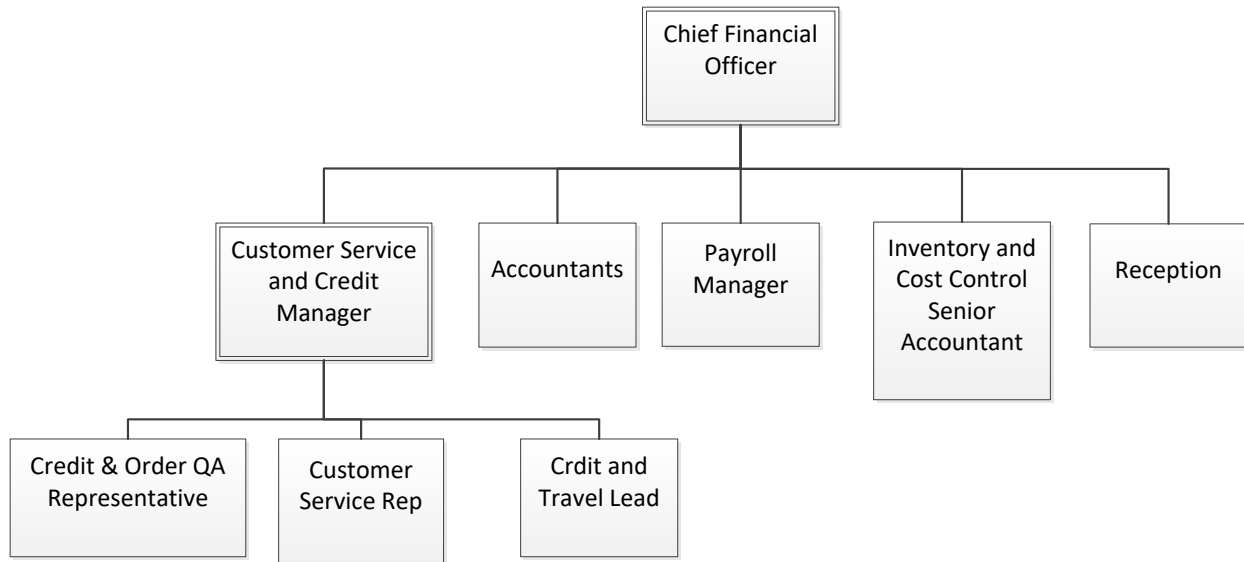 Chief Financial
Officer
Customer Service
and Credit
Manager
Accountants
Payroll
Manager
Inventory and
Cost Control
Senior
Accountant
Reception
Credit & Order QA
Representative
Customer
Service Rep
Crdit and
Travel Lead